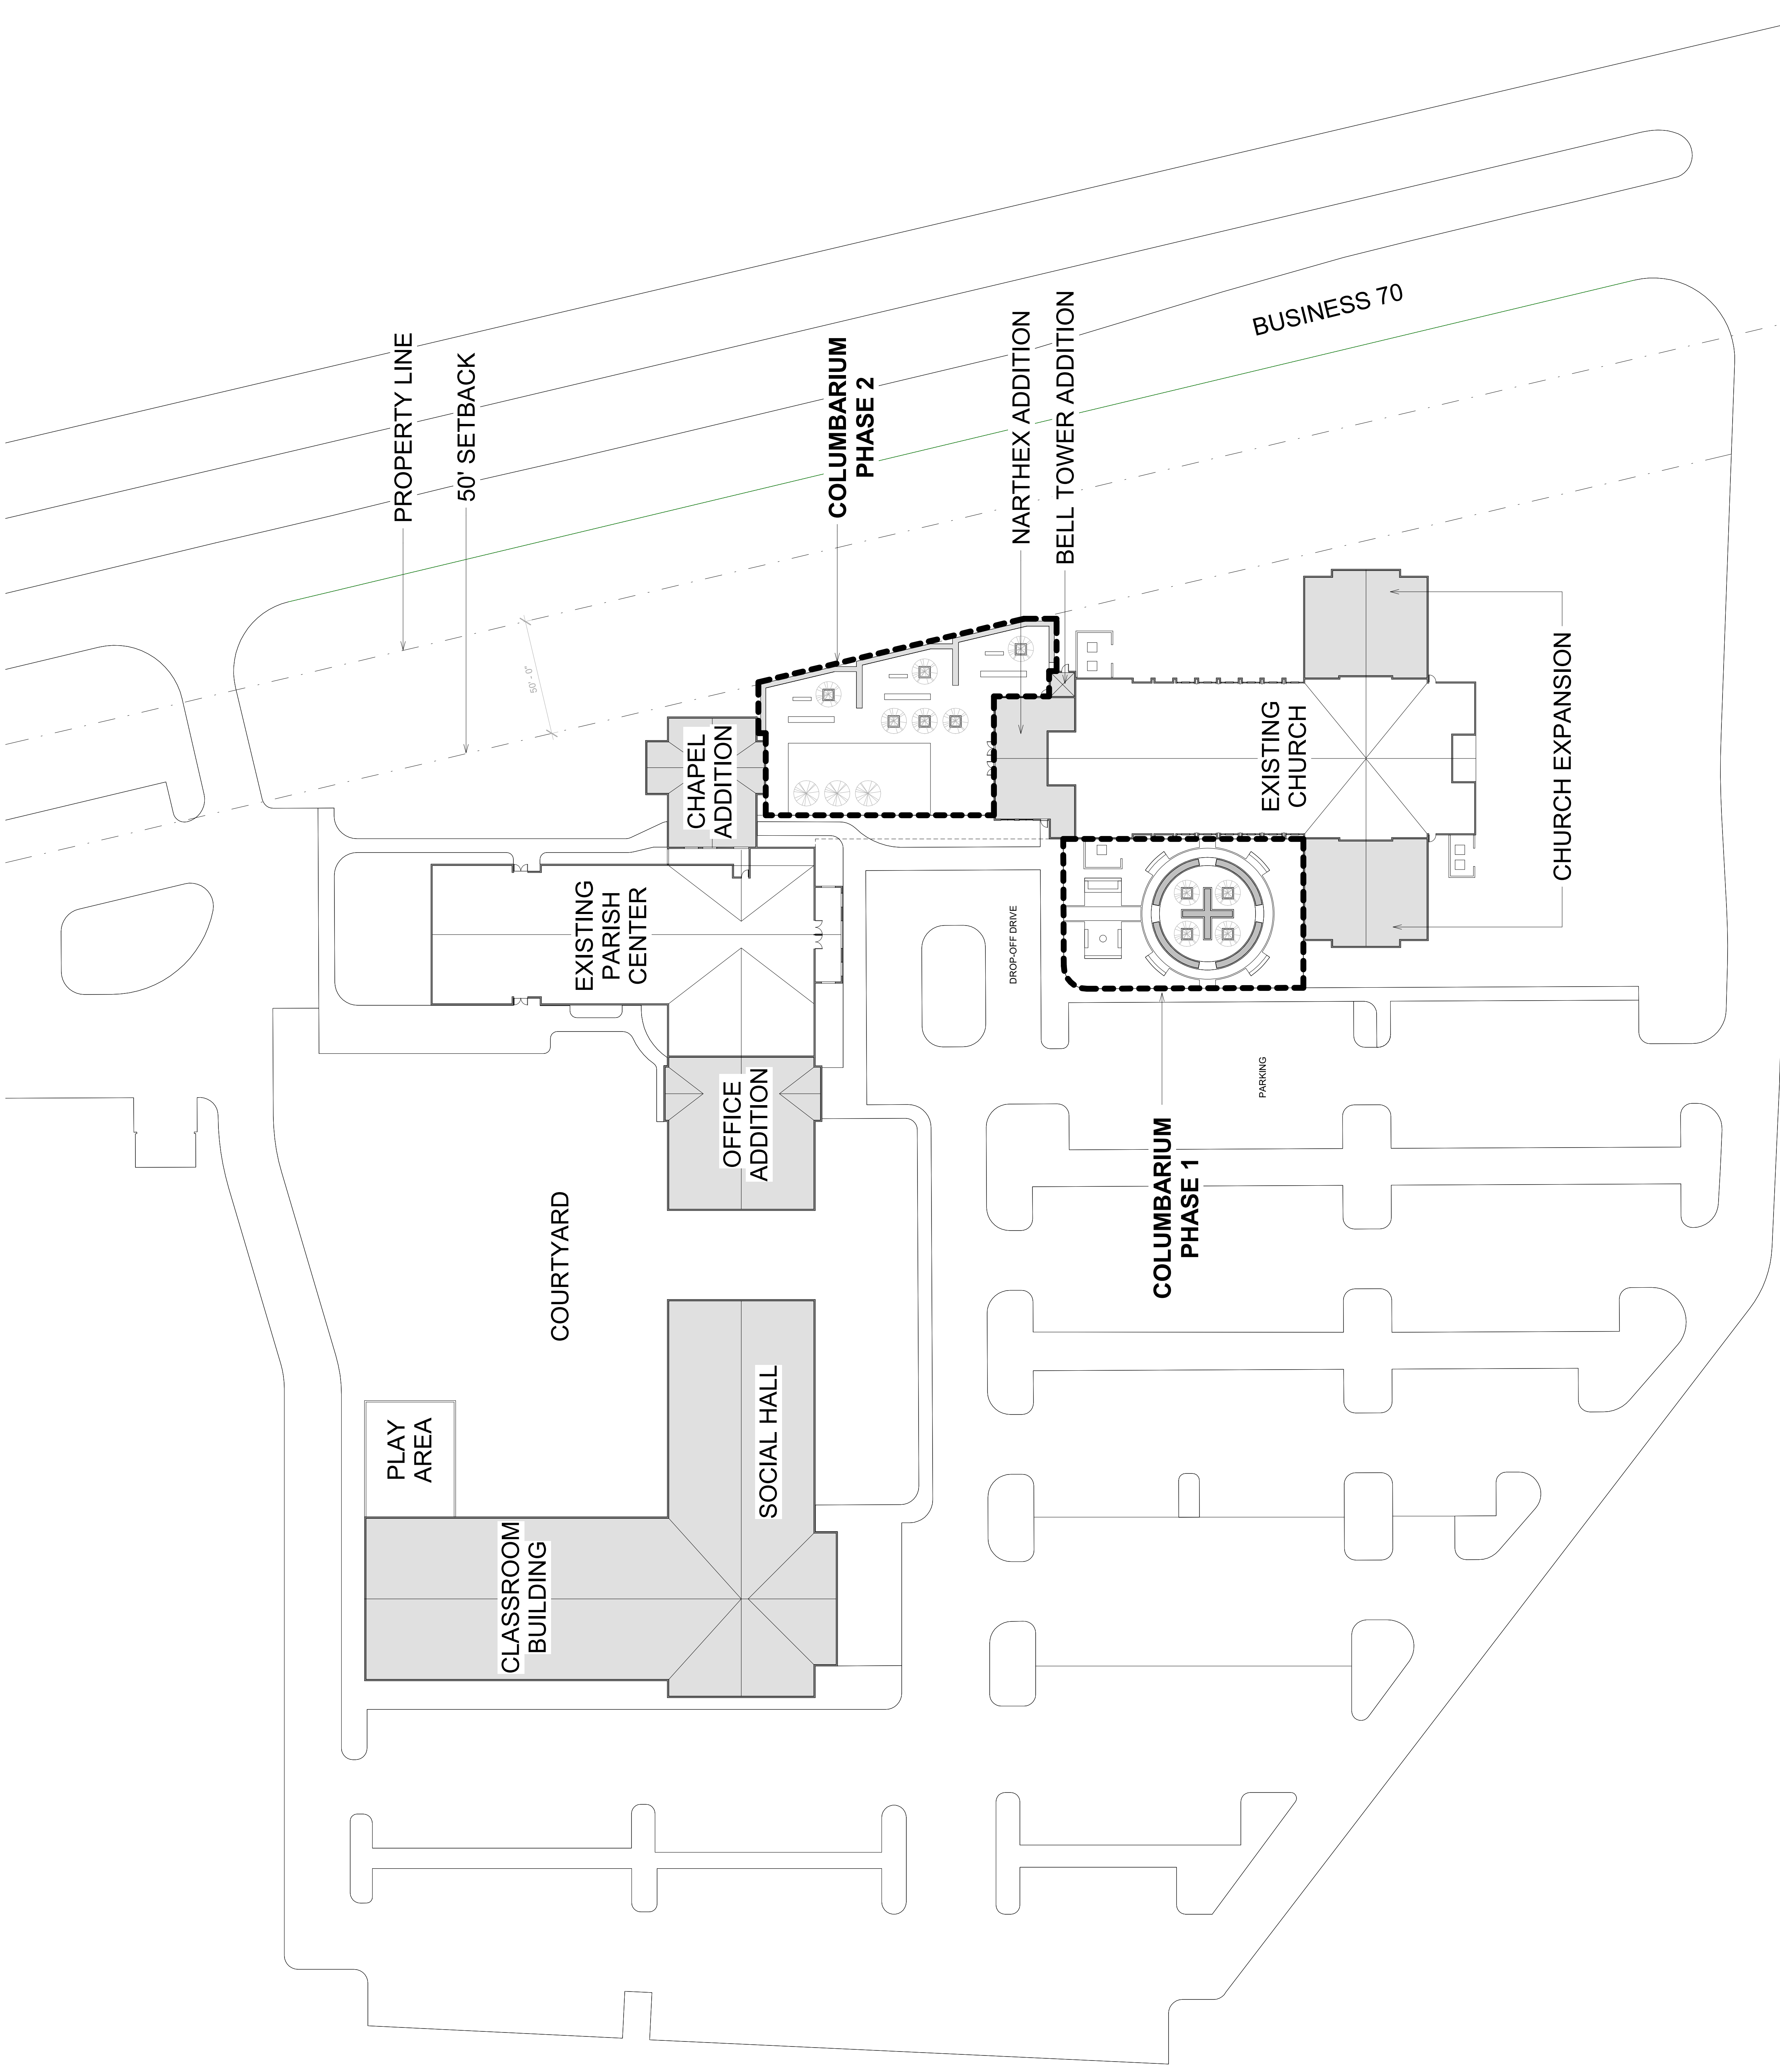 PROPERTY LINE
50' SETBACK
50' - 0"
COLUMBARIUM
PHASE 2
NARTHEX ADDITION
BELL TOWER ADDITION
BUSINESS 70
CHAPEL
ADDITION
EXISTING
CHURCH
CHURCH EXPANSION
EXISTING
PARISH
CENTER
DROP-OFF DRIVE
OFFICE
ADDITION
PARKING
COLUMBARIUM
PHASE 1
COURTYARD
PLAY
AREA
SOCIAL HALL
CLASSROOM
BUILDING